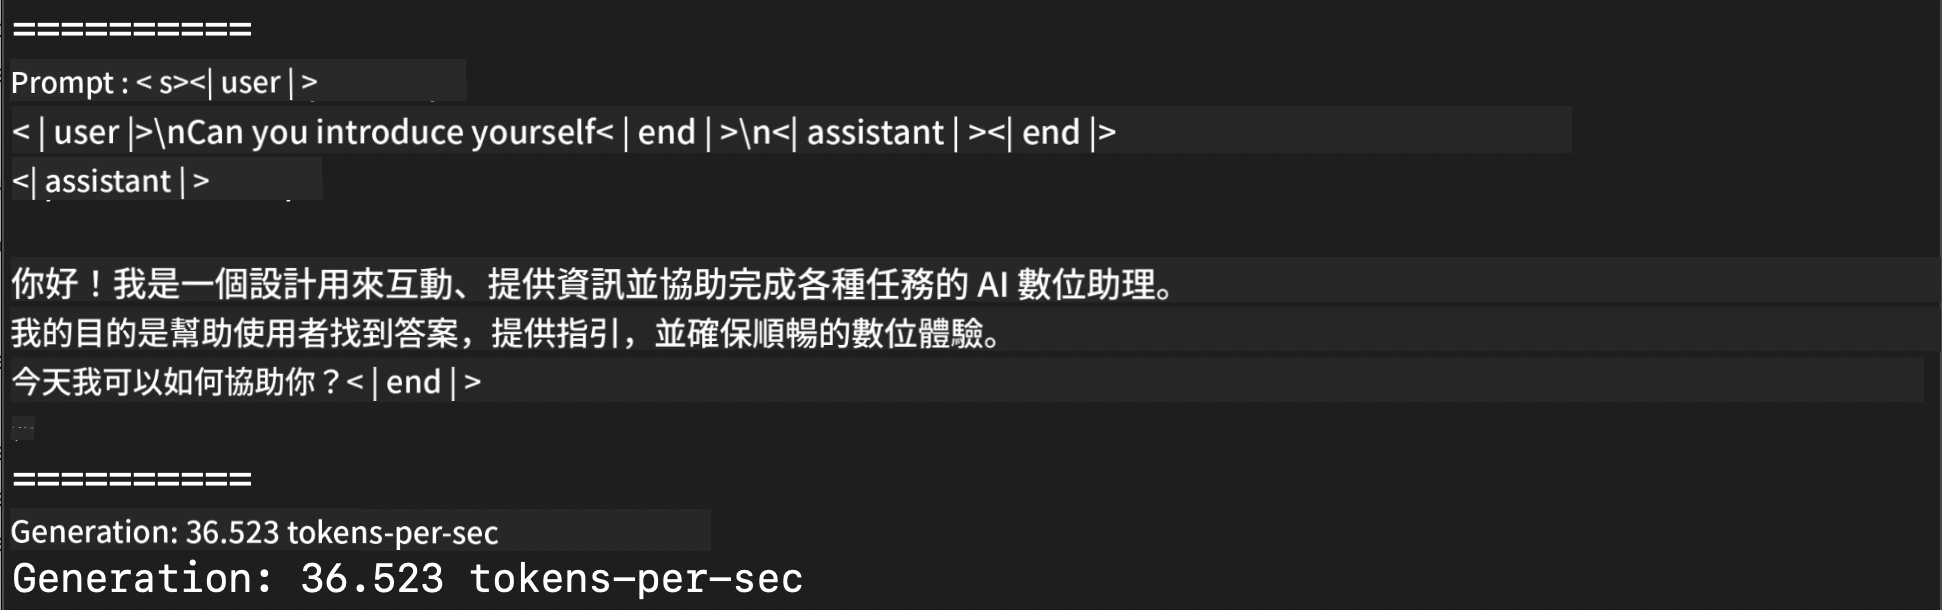 ==========
Prompt : < s><| user | >
< | user |>\nCan you introduce yourself< | end | >\n<| assistant | ><| end |>
<| assistant | >
你好！我是一個設計用來互動、提供資訊並協助完成各種任務的 AI 數位助理。
我的目的是幫助使用者找到答案，提供指引，並確保順暢的數位體驗。
今天我可以如何協助你？< | end | >
==========
Generation: 36.523 tokens-per-sec
Generation: 36.523 tokens-per-sec